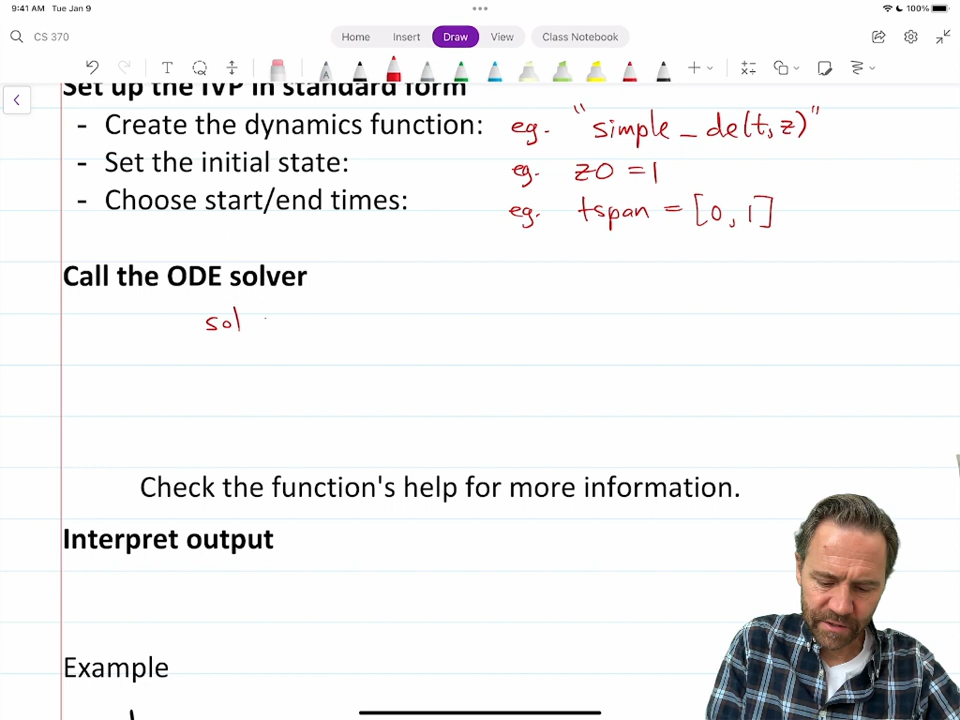 9:41 AM Tue Jan 9
100%
CS 370
Home Insert Draw View Class Notebook
Set up the IVP in standard form
- Create the dynamics function: eg. "simple_de(t,z)"
- Set the initial state: eg. z0 = 1
- Choose start/end times: eg. tspan = [0, 1]
Call the ODE solver
sol
Check the function's help for more information.
Interpret output
Example